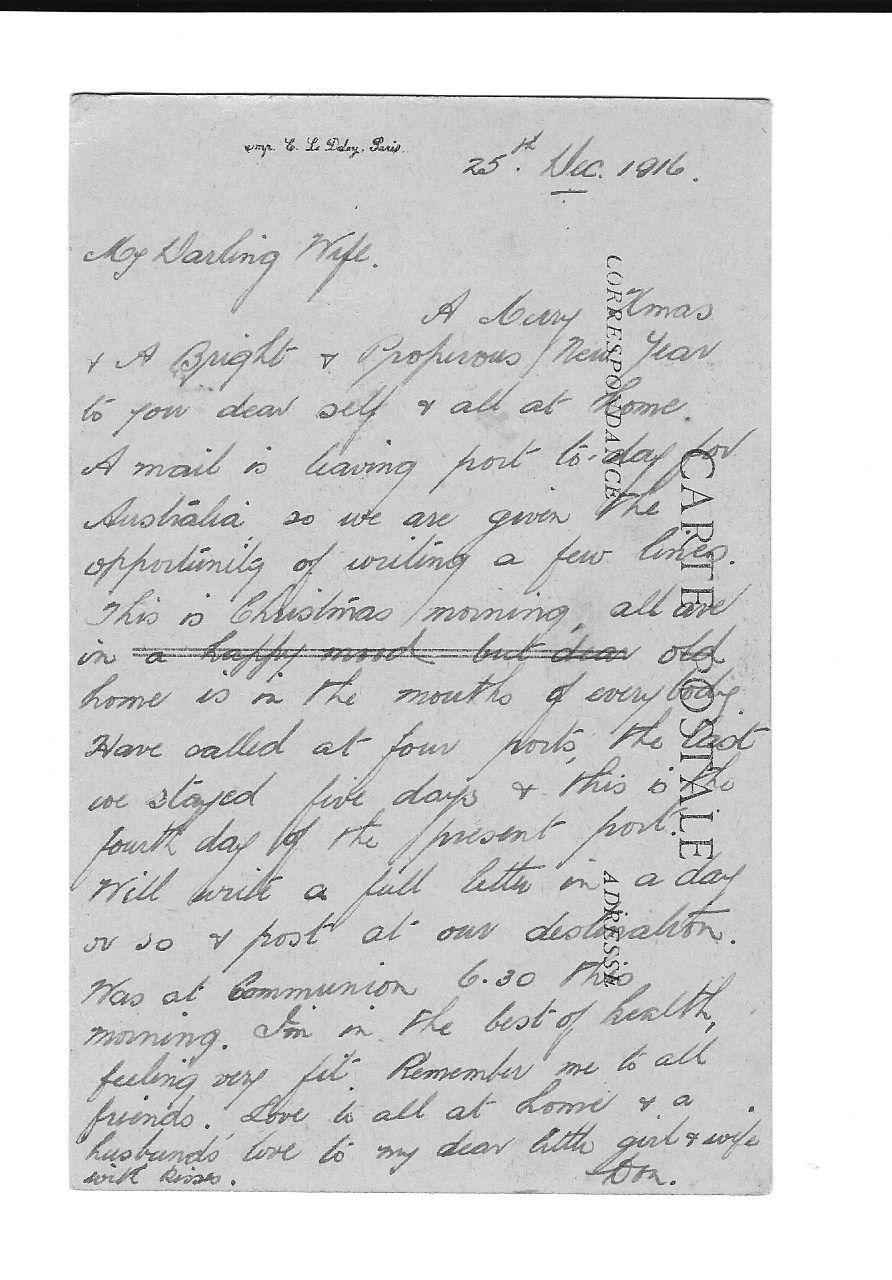 imp. E. Le Deley, Paris.
25th. Dec. 1916.
My Darling Wife.
A Merry Xmas
& A Bright & Properous New Year
to your dear self & all at home.
A mail is leaving port to-day for
Australia, so we are given the
opportunity of writing a few lines.
This is Christmas morning, all are
in a happy mood but dear old
home is in the mouths of everybody.
Have called at four ports, the last
we stayed five days & this is the
fourth day of the present port.
Will write a full letter in a day
or so & post at our destination.
Was at Communion 6.30 this
morning. I'm in the best of health,
feeling very fit. Remember me to all
friends. Love to all at home & a
husbands love to my dear little girl & wife
with kisses. Don.
CORRESPONDANCE
CARTE POSTALE
ADRESSE